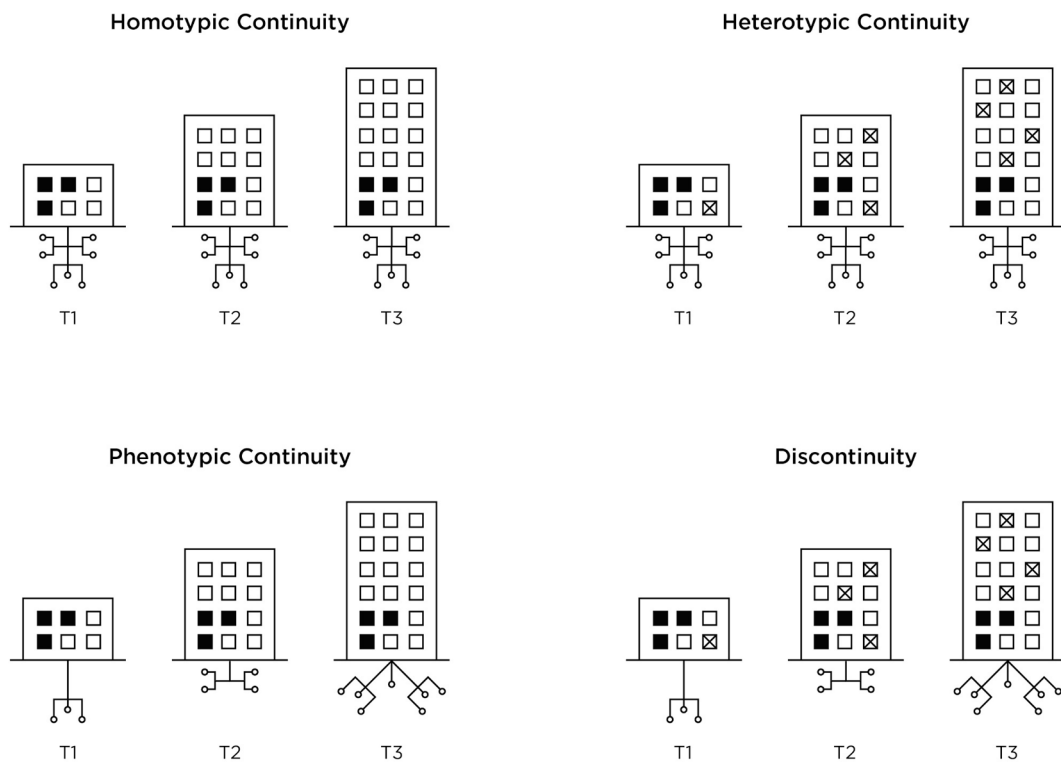 Homotypic Continuity
Heterotypic Continuity
T1
T2
T3
T1
T2
T3
Phenotypic Continuity
Discontinuity
T1
T2
T3
T1
T2
T3